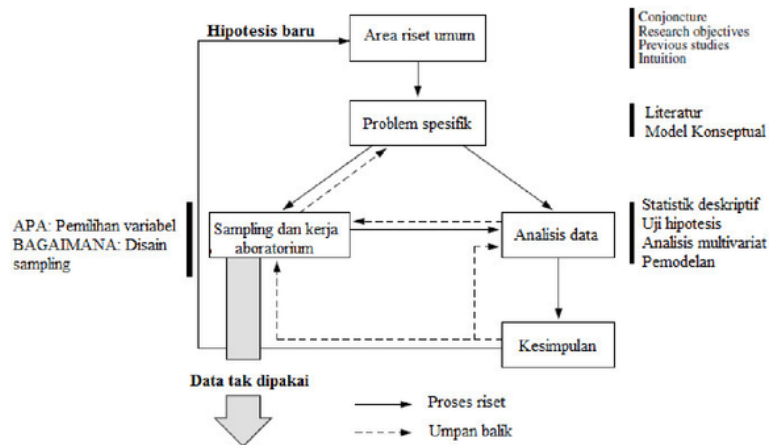 Hipotesis baru
Area riset umum
Conjoncture
Research objectives
Previous studies
Intuition
Problem spesifik
Literatur
Model Konseptual
APA: Pemilihan variabel
BAGAIMANA: Disain
sampling
Sampling dan kerja
aboratorium
Analisis data
Statistik deskriptif
Uji hipotesis
Analisis multivariat
Pemodelan
Kesimpulan
Data tak dipakai
Proses riset
Umpan balik